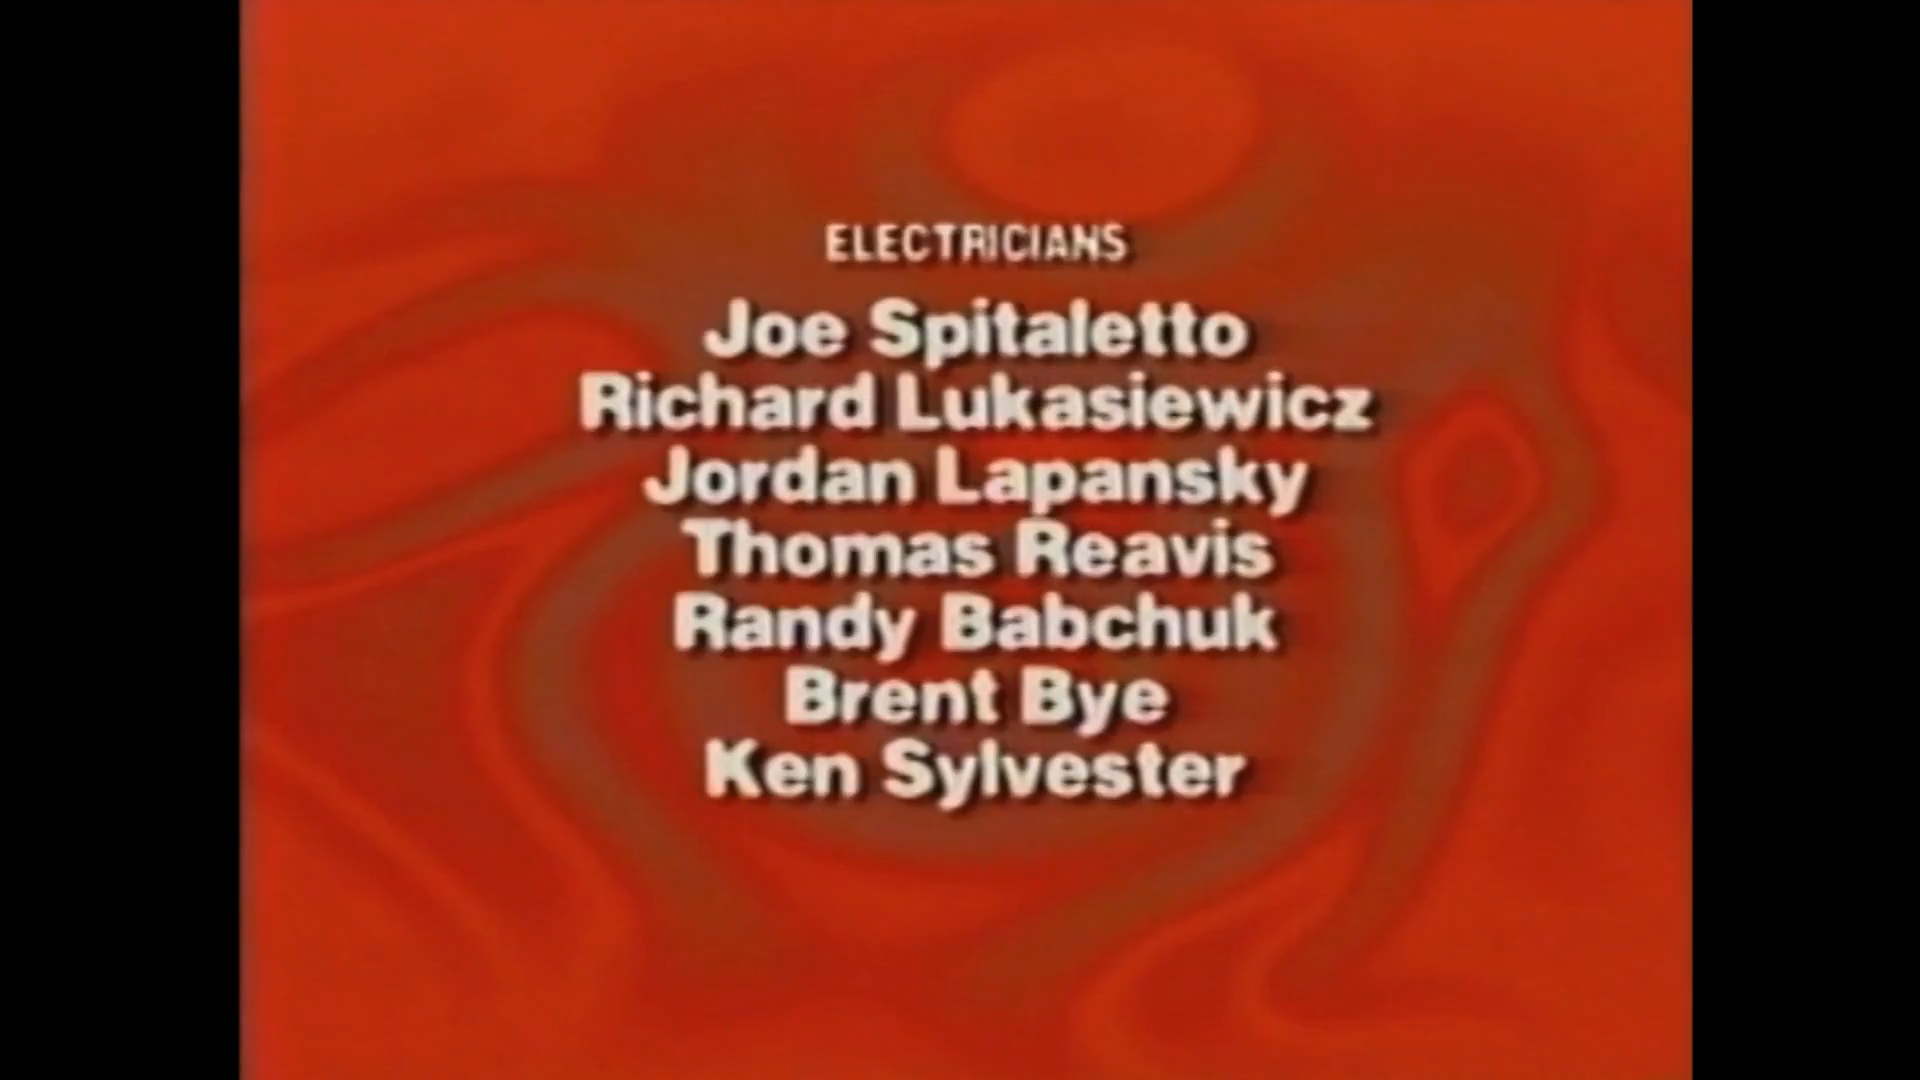 ELECTRICIANS
Joe Spitaletto
Richard Lukasiewicz
Jordan Lapansky
Thomas Reavis
Randy Babchuk
Brent Bye
Ken Sylvester